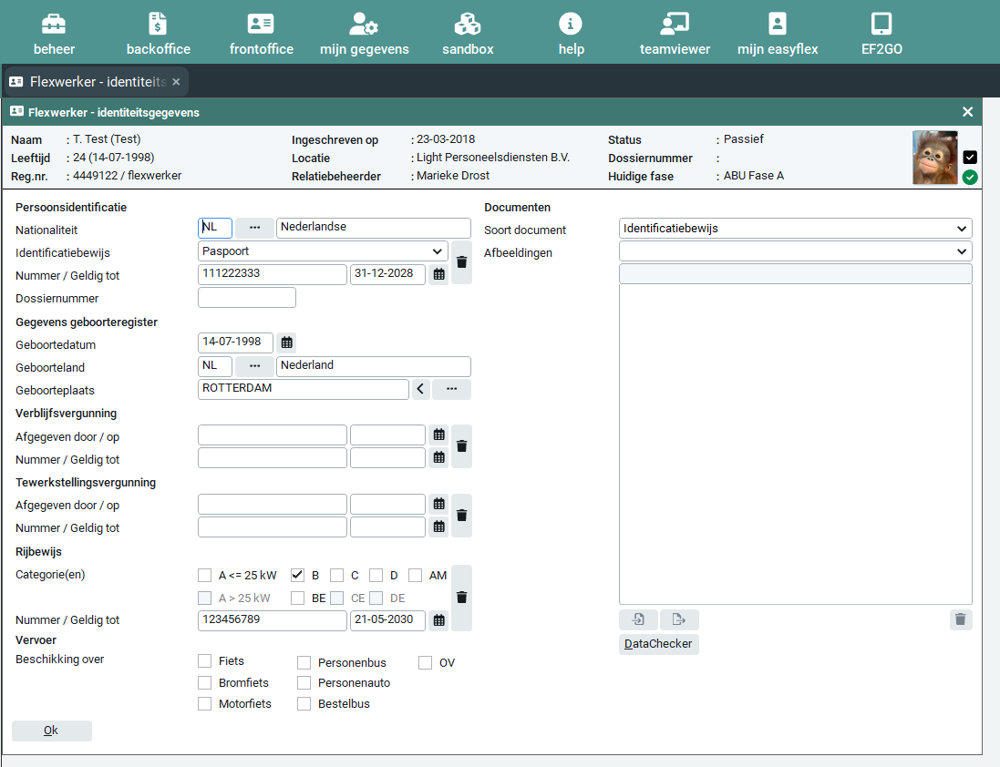 beheer backoffice frontoffice mijn gegevens sandbox help teamviewer mijn easyflex EF2GO
Flexwerker - identiteits ×
Flexwerker - identiteitsgegevens
Naam : T. Test (Test) Ingeschreven op : 23-03-2018 Status : Passief
Leeftijd : 24 (14-07-1998) Locatie : Light Personeelsdiensten B.V. Dossiernummer :
Reg.nr. : 4449122 / flexwerker Relatiebeheerder : Marieke Drost Huidige fase : ABU Fase A
Persoonsidentificatie Documenten
Nationaliteit NL ... Nederlandse Soort document Identificatiebewijs
Identificatiebewijs Paspoort Afbeeldingen
Nummer / Geldig tot 111222333 31-12-2028
Dossiernummer
Gegevens geboorteregister
Geboortedatum 14-07-1998
Geboorteland NL ... Nederland
Geboorteplaats ROTTERDAM ...
Verblijfsvergunning
Afgegeven door / op
Nummer / Geldig tot
Tewerkstellingsvergunning
Afgegeven door / op
Nummer / Geldig tot
Rijbewijs
Categorie(en) A <= 25 kW B C D AM
A > 25 kW BE CE DE
Nummer / Geldig tot 123456789 21-05-2030
Vervoer DataChecker
Beschikking over Fiets Personenbus OV
Bromfiets Personenauto
Motorfiets Bestelbus
Ok